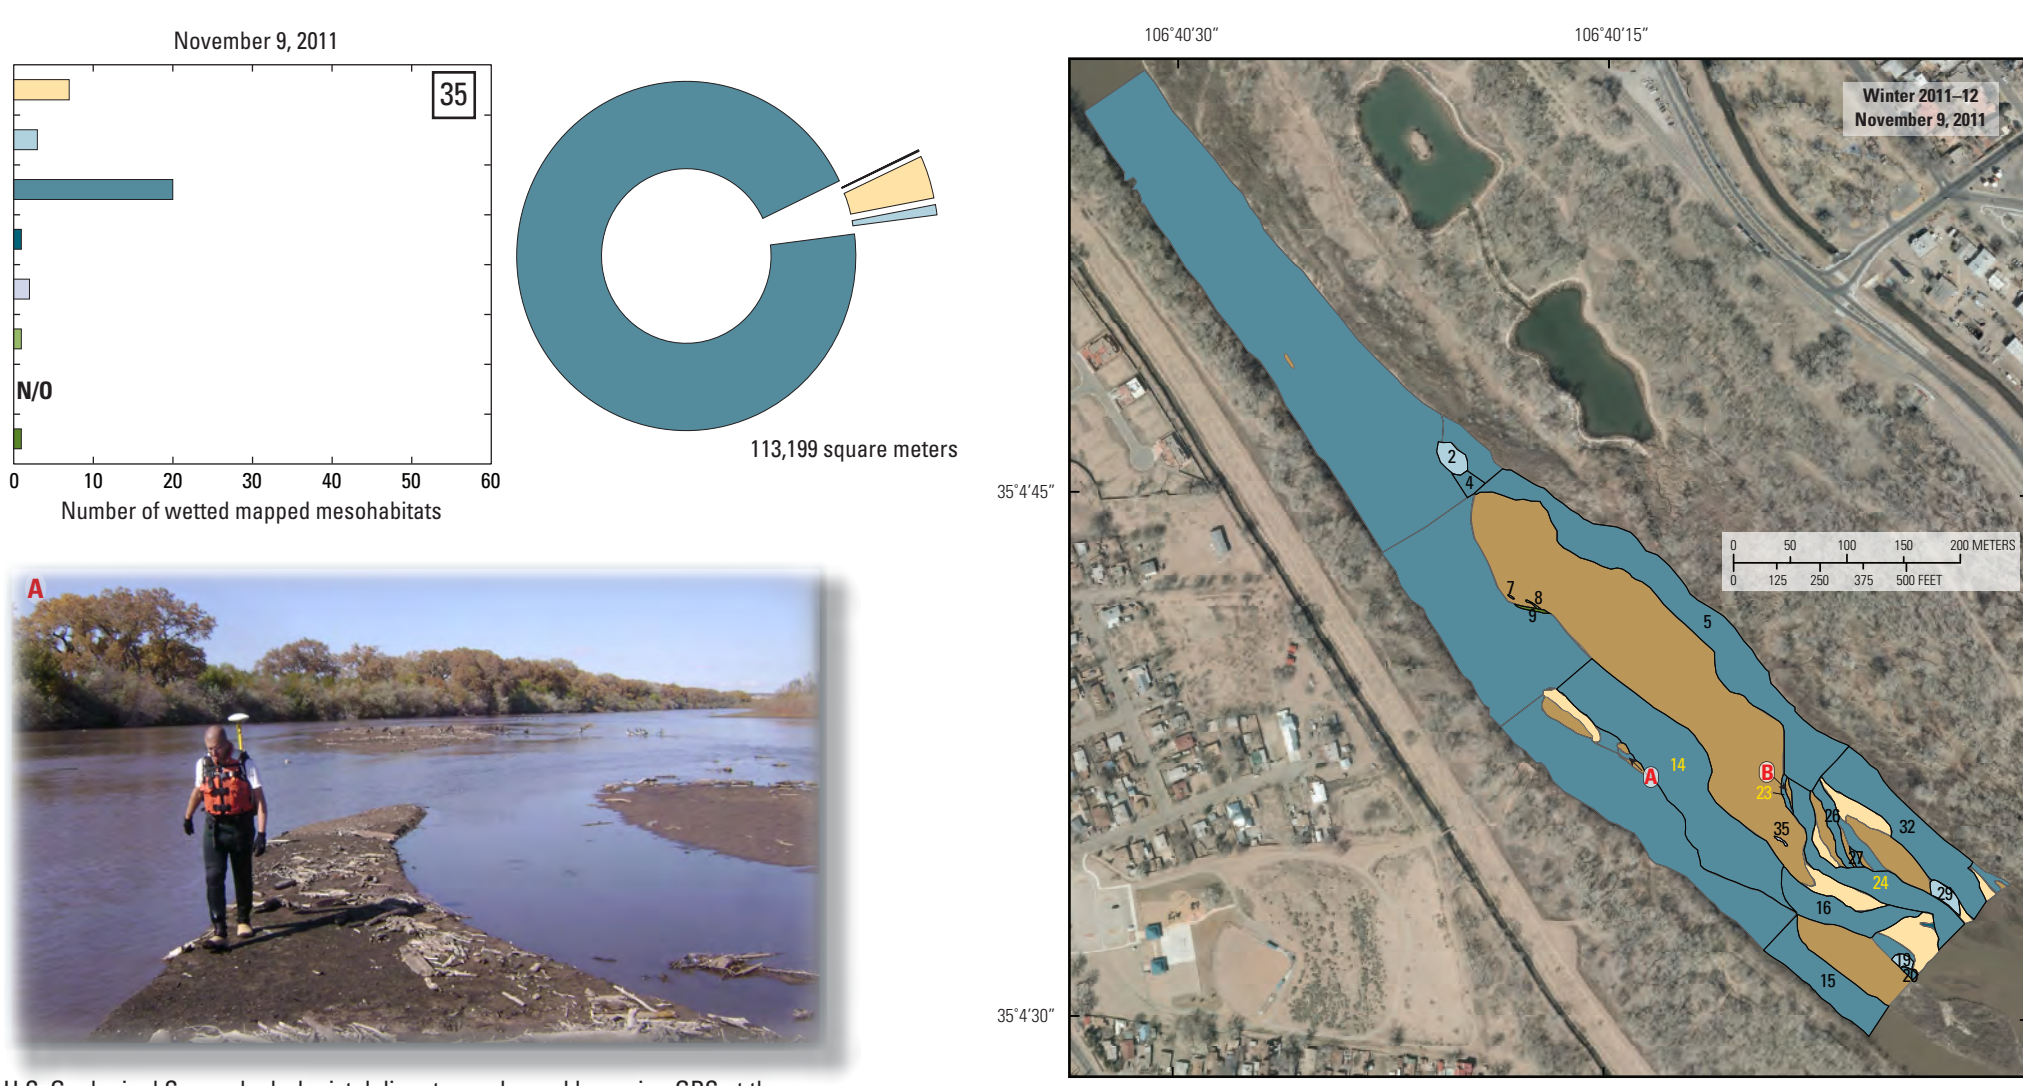 November 9, 2011
35
N/O
0 10 20 30 40 50 60
Number of wetted mapped mesohabitats
113,199 square meters
A
106°40'30" 106°40'15"
Winter 2011–12
November 9, 2011
35°4'45"
35°4'30"
0 50 100 150 200 METERS
0 125 250 375 500 FEET
2
4
5
7
8
9
14
A
B
23
26
32
35
27
24
29
16
19
20
15